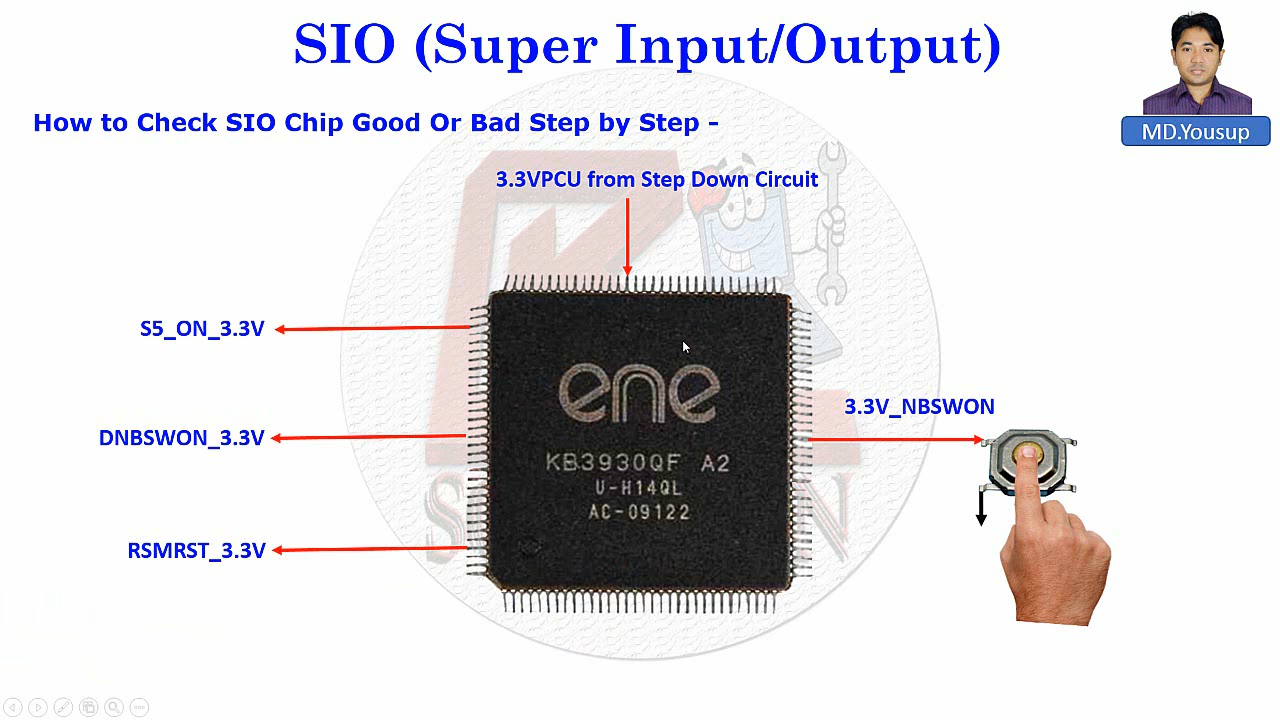 SIO (Super Input/Output)
MD.Yousup
How to Check SIO Chip Good Or Bad Step by Step -
3.3VPCU from Step Down Circuit
S5_ON_3.3V
3.3V_NBSWON
DNBSWON_3.3V
RSMRST_3.3V
ene
KB3930QF A2
U-H14QL
AC-09122